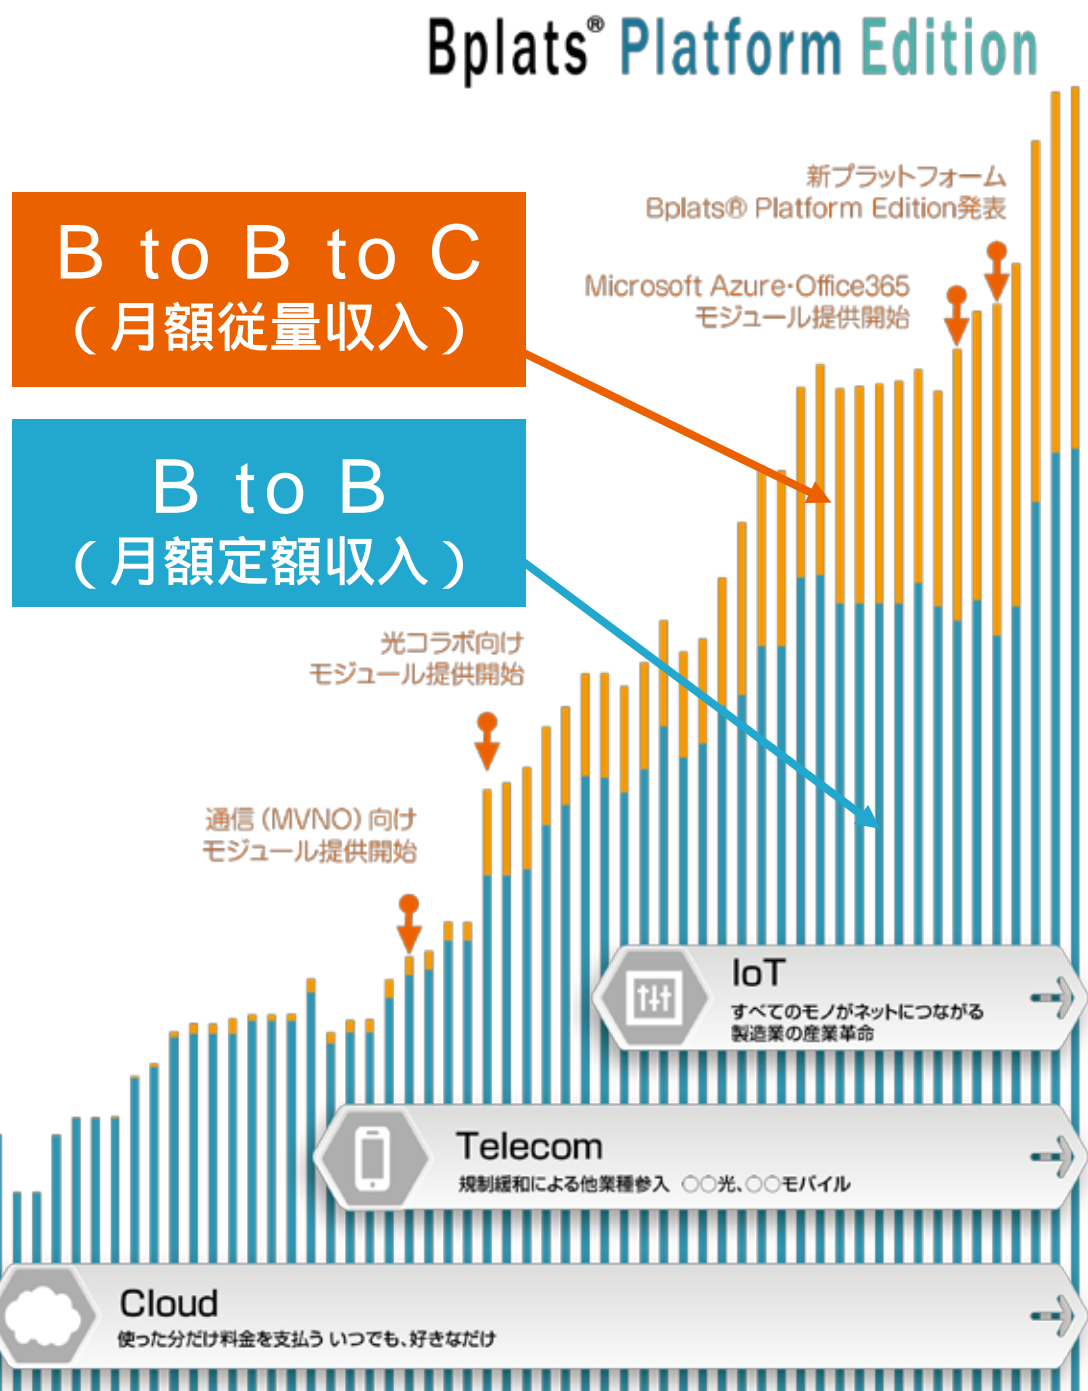 Bplats® Platform Edition
新プラットフォーム
Bplats® Platform Edition発表
B to B to C
（月額従量収入）
Microsoft Azure・Office365
モジュール提供開始
B to B
（月額定額収入）
光コラボ向け
モジュール提供開始
通信（MVNO）向け
モジュール提供開始
IoT
すべてのモノがネットにつながる
製造業の産業革命
Telecom
規制緩和による他業種参入 ○○光、○○モバイル
Cloud
使った分だけ料金を支払う いつでも、好きなだけ